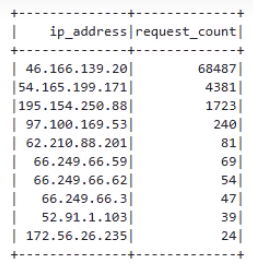 +---------------+-------------+
|     ip_address|request_count|
+---------------+-------------+
|  46.166.139.20|        68487|
|54.165.199.171|         4381|
|195.154.250.88|         1723|
|  97.100.169.53|          240|
|  62.210.88.201|           81|
|   66.249.66.59|           69|
|   66.249.66.62|           54|
|    66.249.66.3|           47|
|    52.91.1.103|           39|
|  172.56.26.235|           24|
+---------------+-------------+